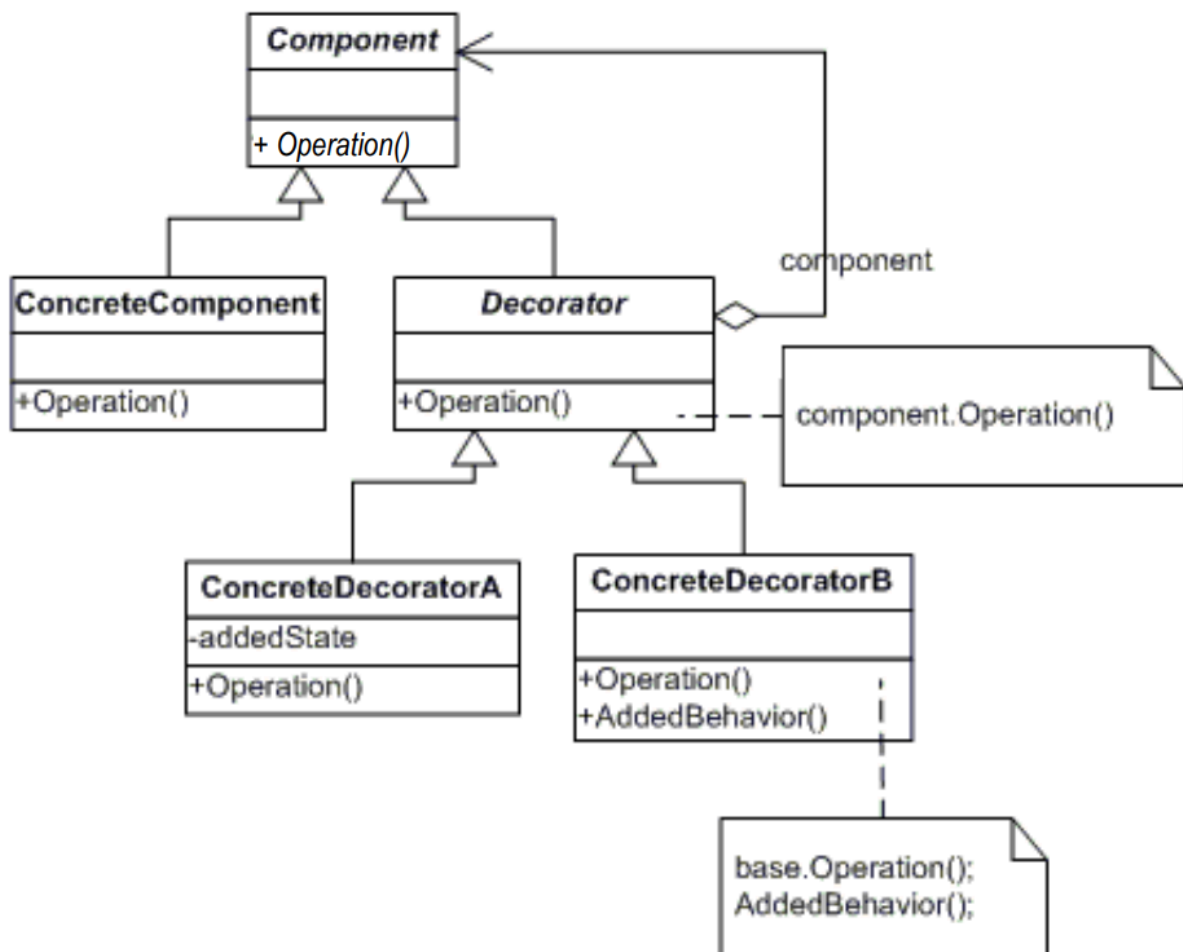 Component
+ Operation()
component
ConcreteComponent
+Operation()
Decorator
+Operation()
component.Operation()
ConcreteDecoratorA
-addedState
+Operation()
ConcreteDecoratorB
+Operation()
+AddedBehavior()
base.Operation();
AddedBehavior();